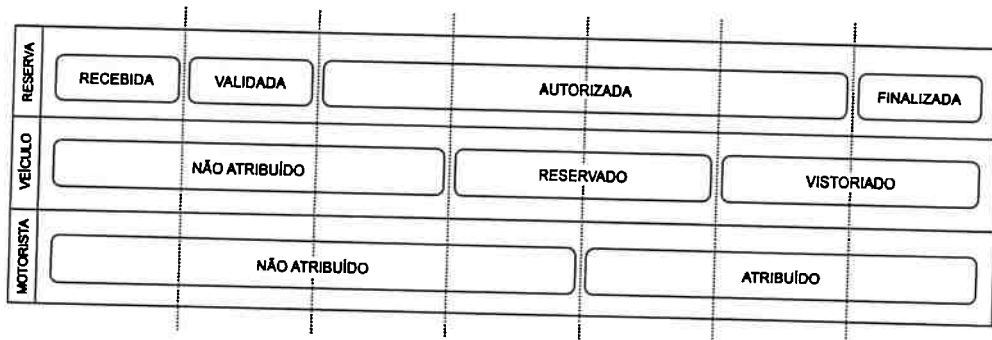 RESERVA
RECEBIDA
VALIDADA
AUTORIZADA
FINALIZADA
VEÍCULO
NÃO ATRIBUÍDO
RESERVADO
VISTORIADO
MOTORISTA
NÃO ATRIBUÍDO
ATRIBUÍDO